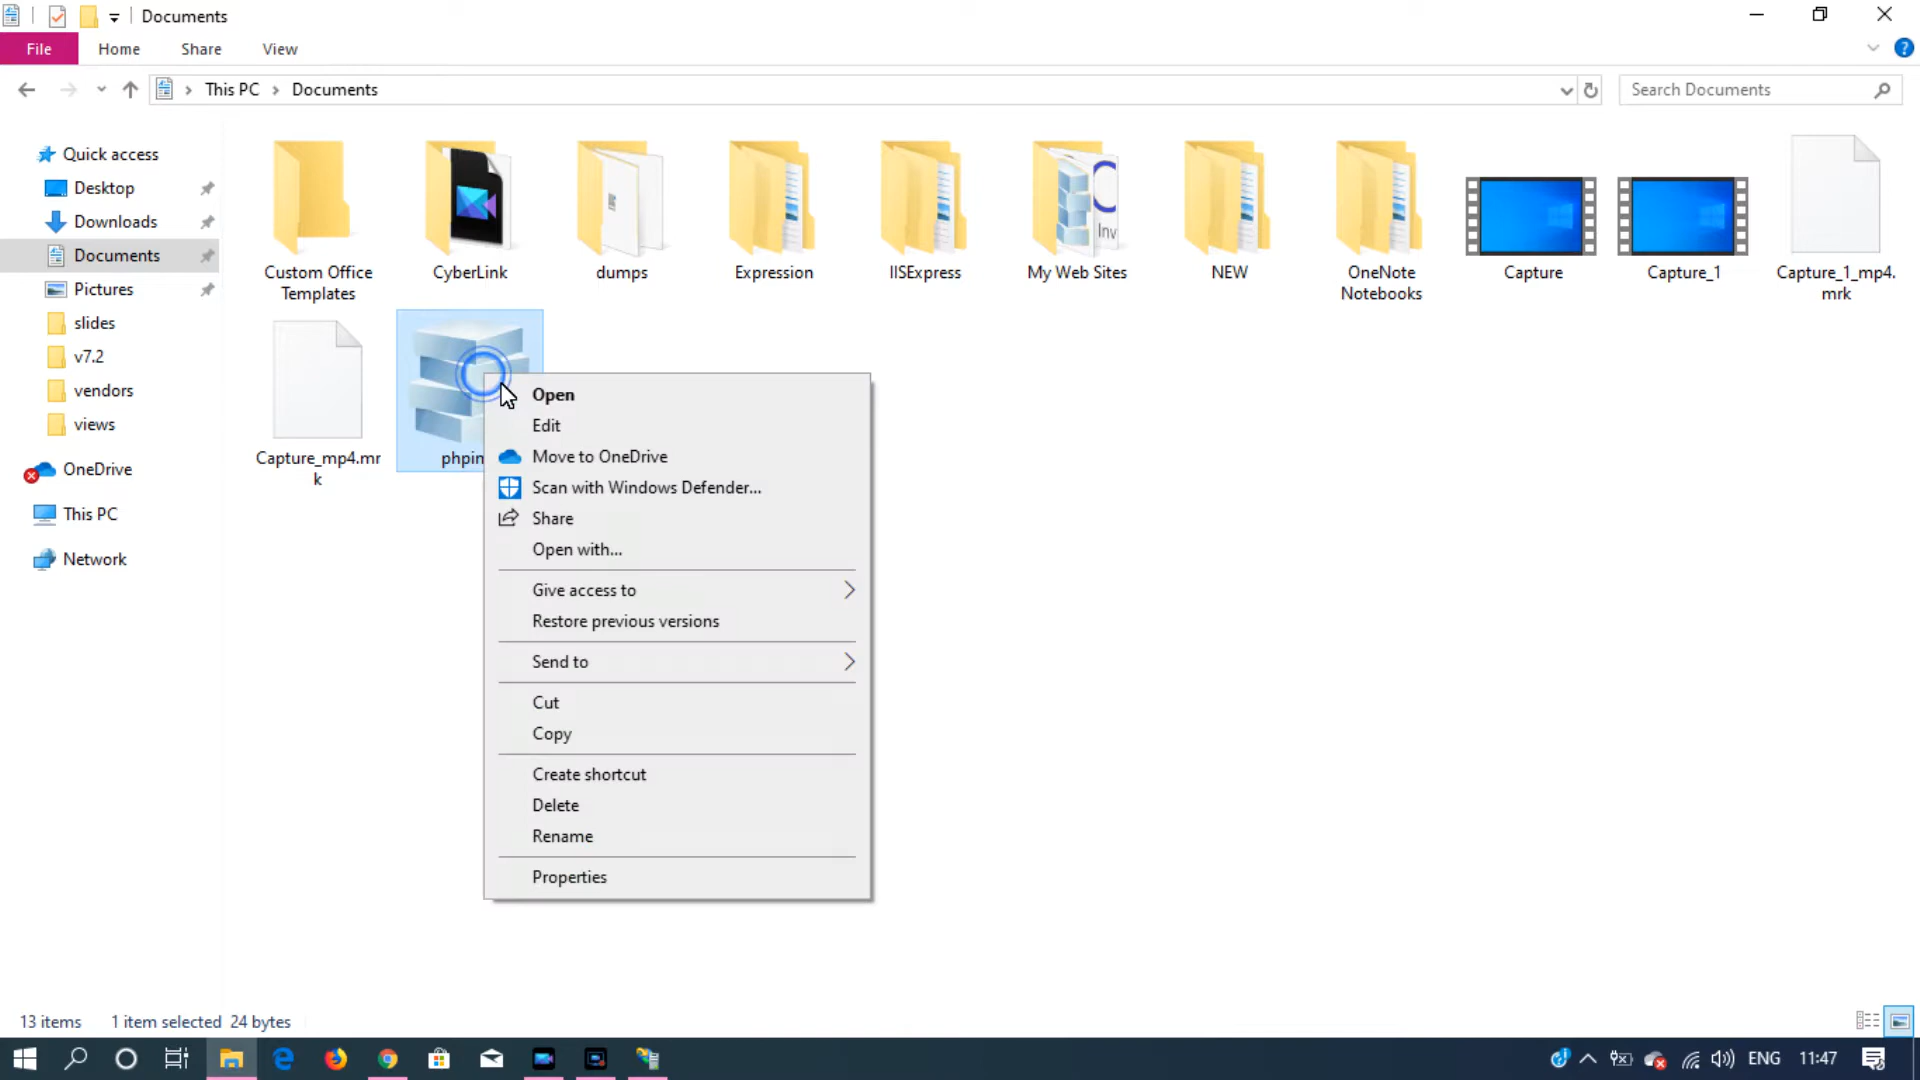 Documents
File Home Share View
This PC Documents
Search Documents
Quick access
Desktop
Downloads
Documents
Pictures
slides
v7.2
vendors
views
OneDrive
This PC
Network
Custom Office
Templates
CyberLink
dumps
Expression
IISExpress
My Web Sites
Inv
NEW
OneNote
Notebooks
Capture
Capture_1
Capture_1_mp4.
mrk
Capture_mp4.mr
k
phpin
Open
Edit
Move to OneDrive
Scan with Windows Defender...
Share
Open with...
Give access to
Restore previous versions
Send to
Cut
Copy
Create shortcut
Delete
Rename
Properties
13 items 1 item selected 24 bytes
ENG 11:47